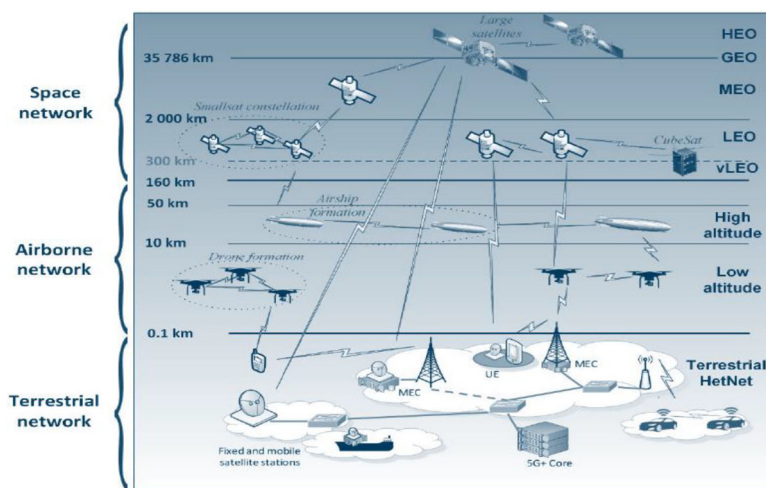 Large
satellites
HEO
35 786 km
GEO
MEO
Space
network
Smallsat constellation
2 000 km
LEO
CubeSat
300 km
vLEO
160 km
50 km
Airship
formation
High
altitude
10 km
Airborne
network
Drone formation
Low
altitude
0.1 km
Terrestrial
HetNet
UE
MEC
MEC
Terrestrial
network
Fixed and mobile
satellite stations
5G+ Core